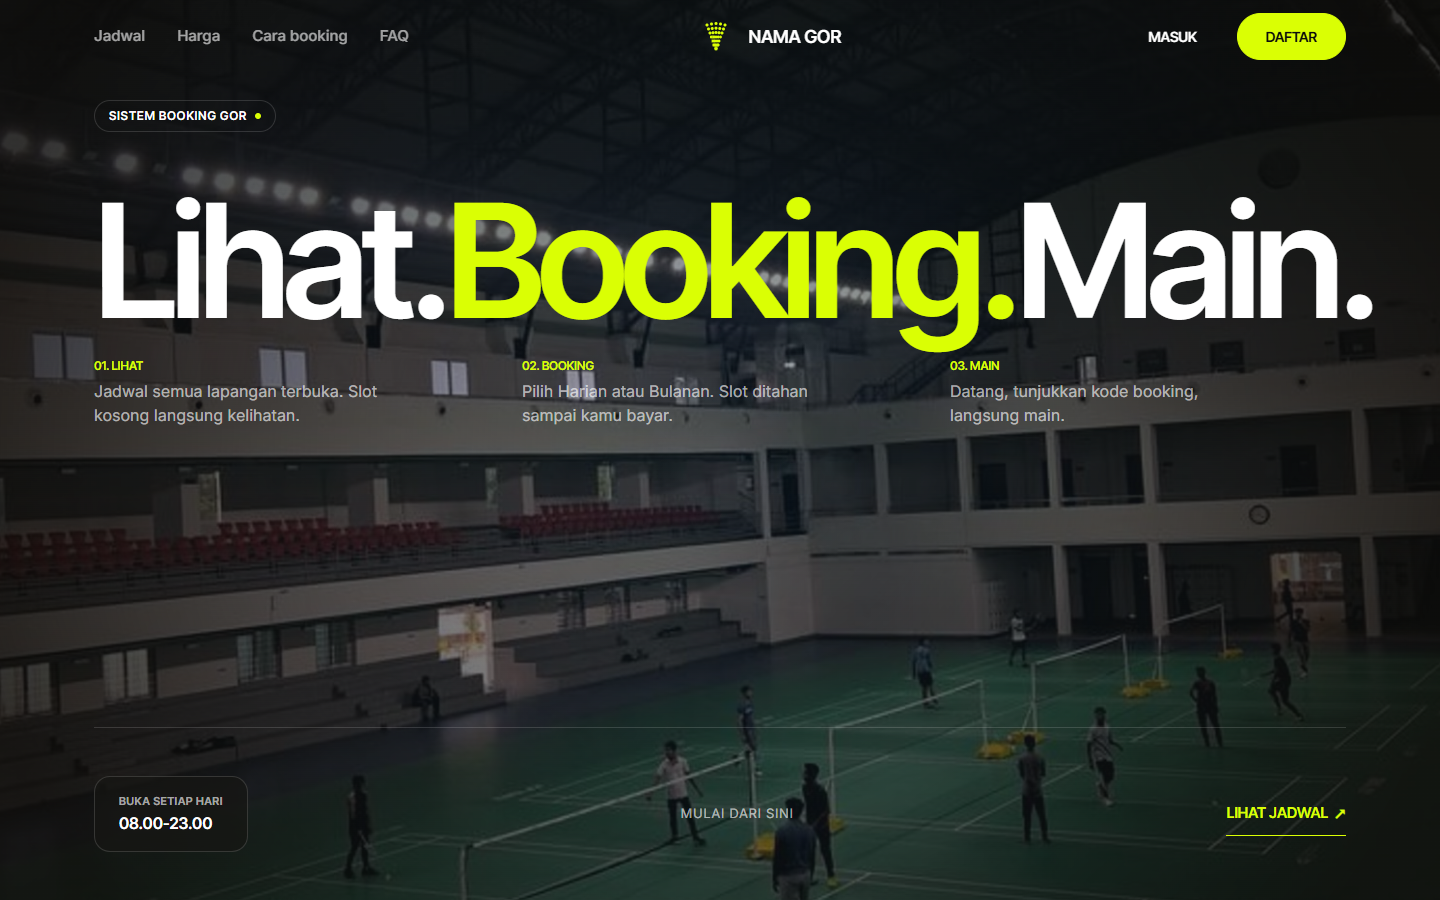 Jadwal Harga Cara booking FAQ NAMA GOR MASUK DAFTAR
SISTEM BOOKING GOR
Lihat.Booking.Main.
01. LIHAT
Jadwal semua lapangan terbuka. Slot
kosong langsung kelihatan.
02. BOOKING
Pilih Harian atau Bulanan. Slot ditahan
sampai kamu bayar.
03. MAIN
Datang, tunjukkan kode booking,
langsung main.
BUKA SETIAP HARI
08.00-23.00
MULAI DARI SINI
LIHAT JADWAL ↗